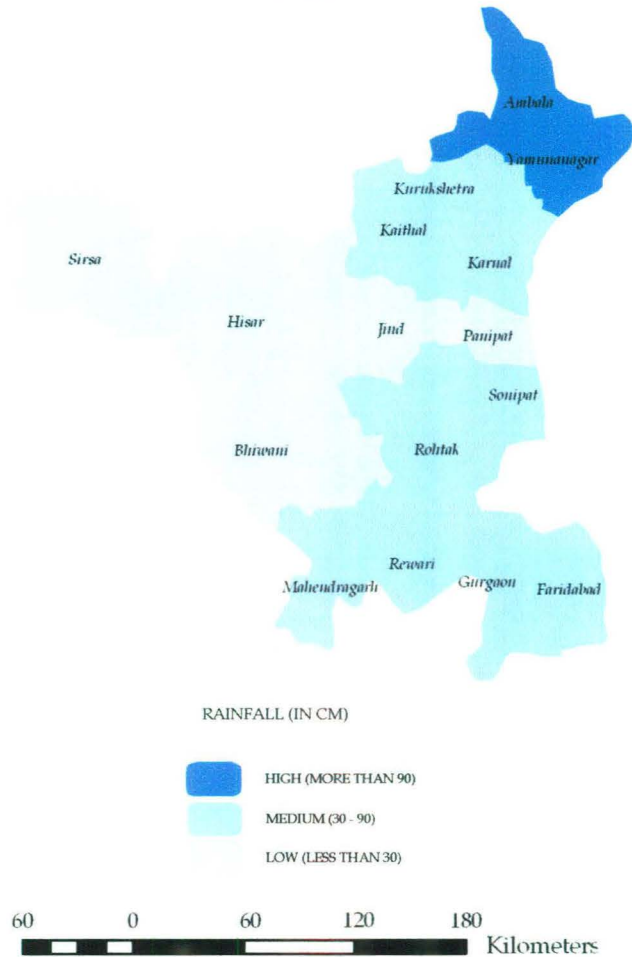 Ambala
Yamunanagar
Kurukshetra
Kaithal
Karnal
Sirsa
Hisar
Jind
Panipat
Sonipat
Bhiwani
Rohtak
Rewari
Mahendragarh
Gurgaon
Faridabad
RAINFALL (IN CM)
HIGH (MORE THAN 90)
MEDIUM (30 - 90)
LOW (LESS THAN 30)
60 0 60 120 180
Kilometers